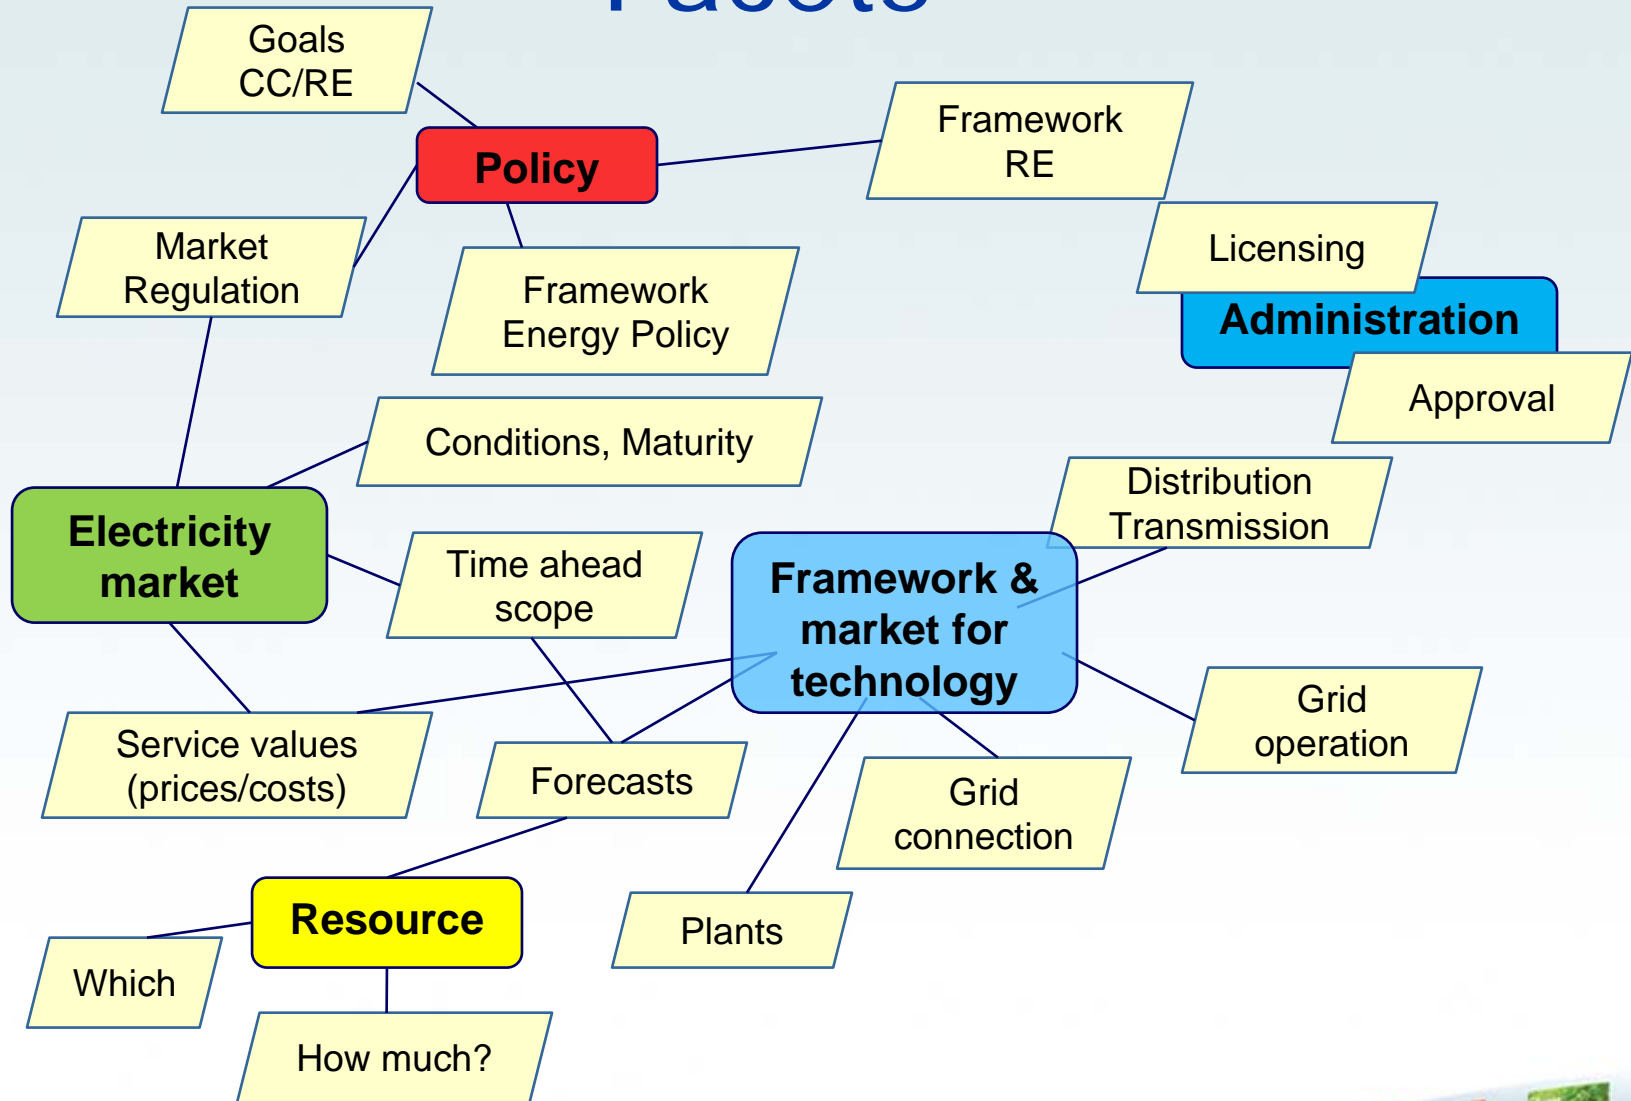 Facets
Goals
CC/RE
Framework
RE
Policy
Licensing
Market
Regulation
Framework
Energy Policy
Administration
Approval
Conditions, Maturity
Distribution
Transmission
Electricity
market
Time ahead
scope
Framework &
market for
technology
Grid
operation
Service values
(prices/costs)
Forecasts
Grid
connection
Resource
Plants
Which
How much?